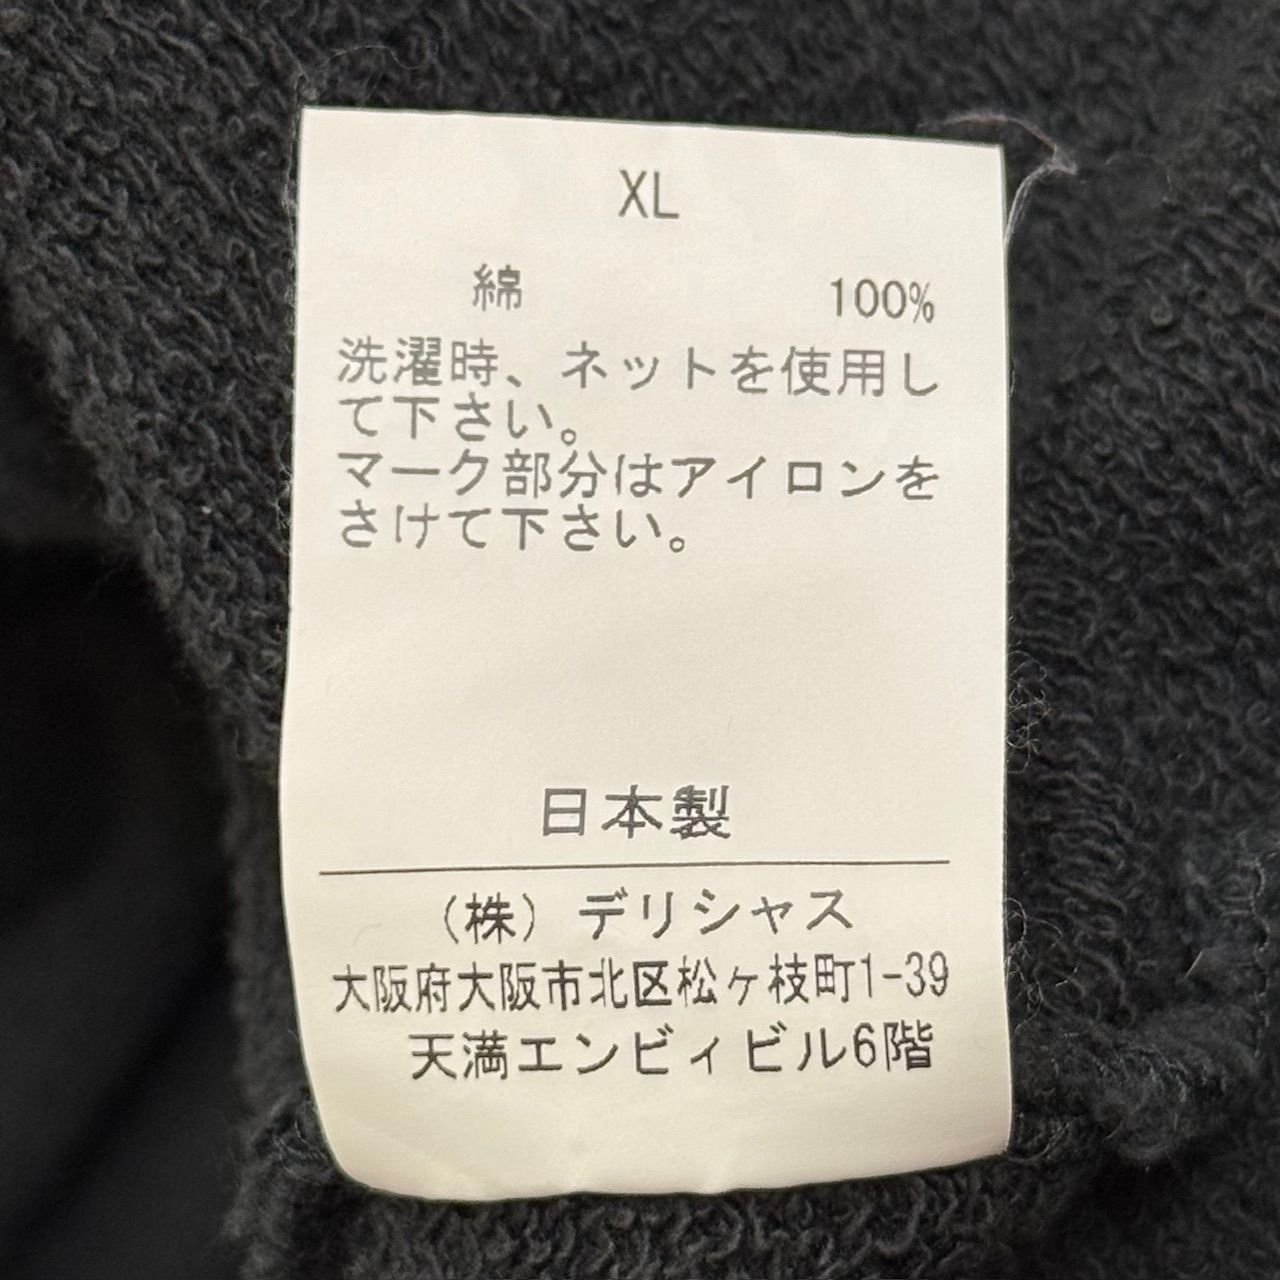 XL
綿 100%
洗濯時、ネットを使用し
て下さい。
マーク部分はアイロンを
さけて下さい。
日本製
(株) デリシャス
大阪府大阪市北区松ヶ枝町1-39
天満エンビィビル6階